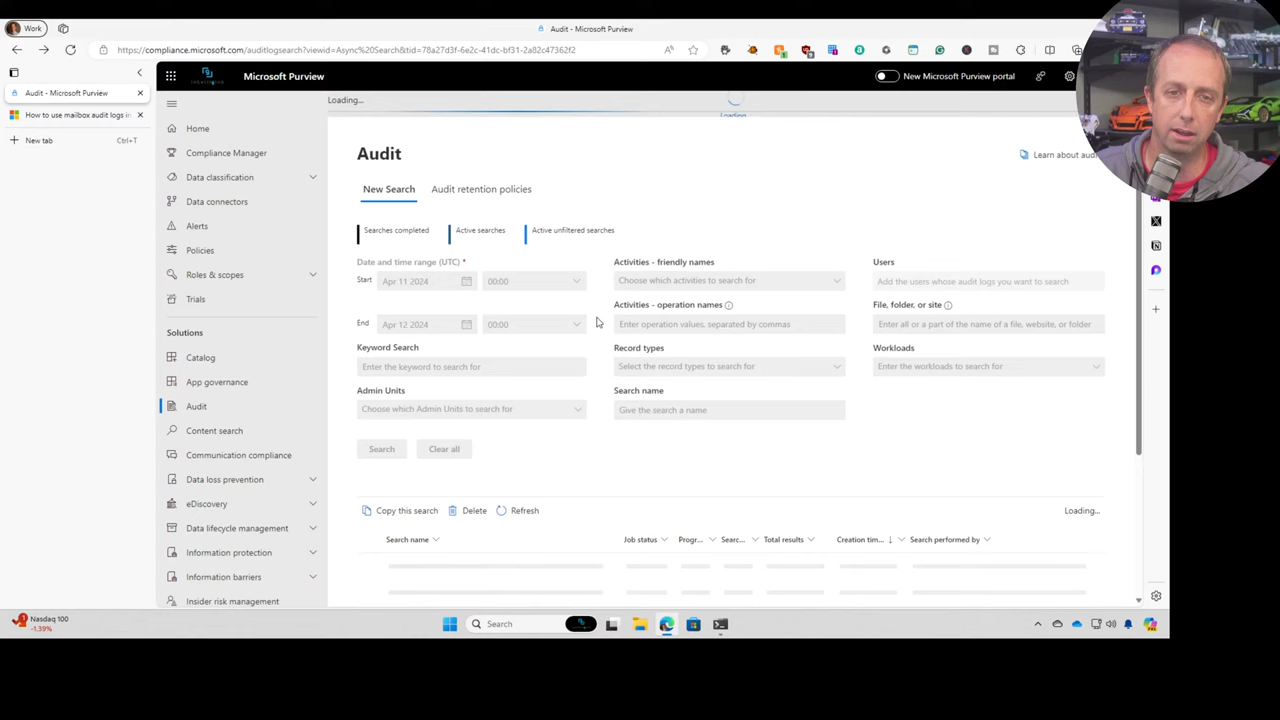 Work
Audit - Microsoft Purview
https://compliance.microsoft.com/auditlogsearch?viewid=Async%20Search&tid=78a27d3f-6e2c-41dc-bf31-2a82c47362f2
Audit - Microsoft Purview
How to use mailbox audit logs in
New tab
Ctrl+T
Microsoft Purview
New Microsoft Purview portal
Loading...
Loading
Home
Compliance Manager
Data classification
Data connectors
Alerts
Policies
Roles & scopes
Trials
Solutions
Catalog
App governance
Audit
Content search
Communication compliance
Data loss prevention
eDiscovery
Data lifecycle management
Information protection
Information barriers
Insider risk management
Audit
Learn about audit
New Search
Audit retention policies
Searches completed
Active searches
Active unfiltered searches
Date and time range (UTC) *
Start
Apr 11 2024
00:00
End
Apr 12 2024
00:00
Keyword Search
Enter the keyword to search for
Admin Units
Choose which Admin Units to search for
Activities - friendly names
Choose which activities to search for
Activities - operation names
Enter operation values, separated by commas
Record types
Select the record types to search for
Search name
Give the search a name
Users
Add the users whose audit logs you want to search
File, folder, or site
Enter all or a part of the name of a file, website, or folder
Workloads
Enter the workloads to search for
Search
Clear all
Copy this search
Delete
Refresh
Loading...
Search name
Job status
Progr...
Searc...
Total results
Creation tim...
Search performed by
Nasdaq 100
-1.39%
Search